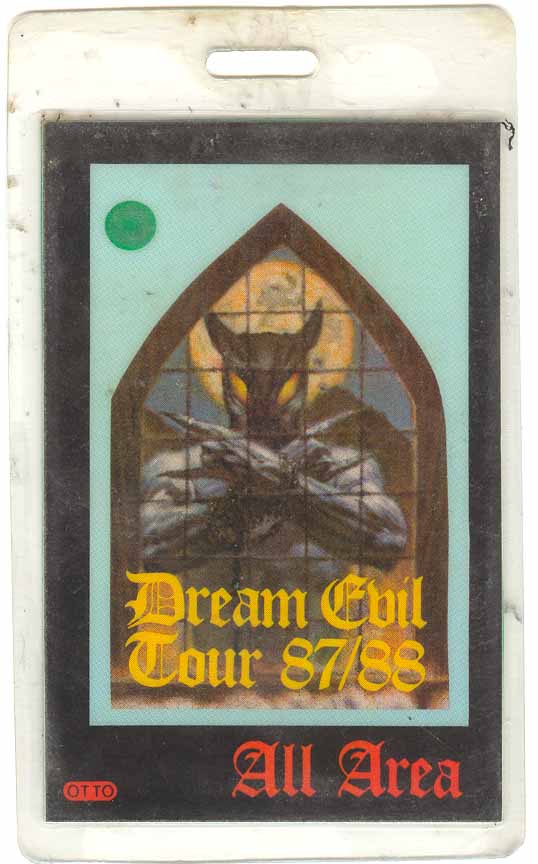 Dream Evil
Tour 87/88
All Area
OTTO